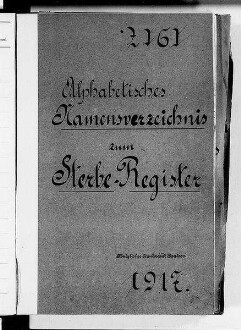 2161
Alphabetisches
Namensverzeichnis
zum
Sterbe-Register
1917.